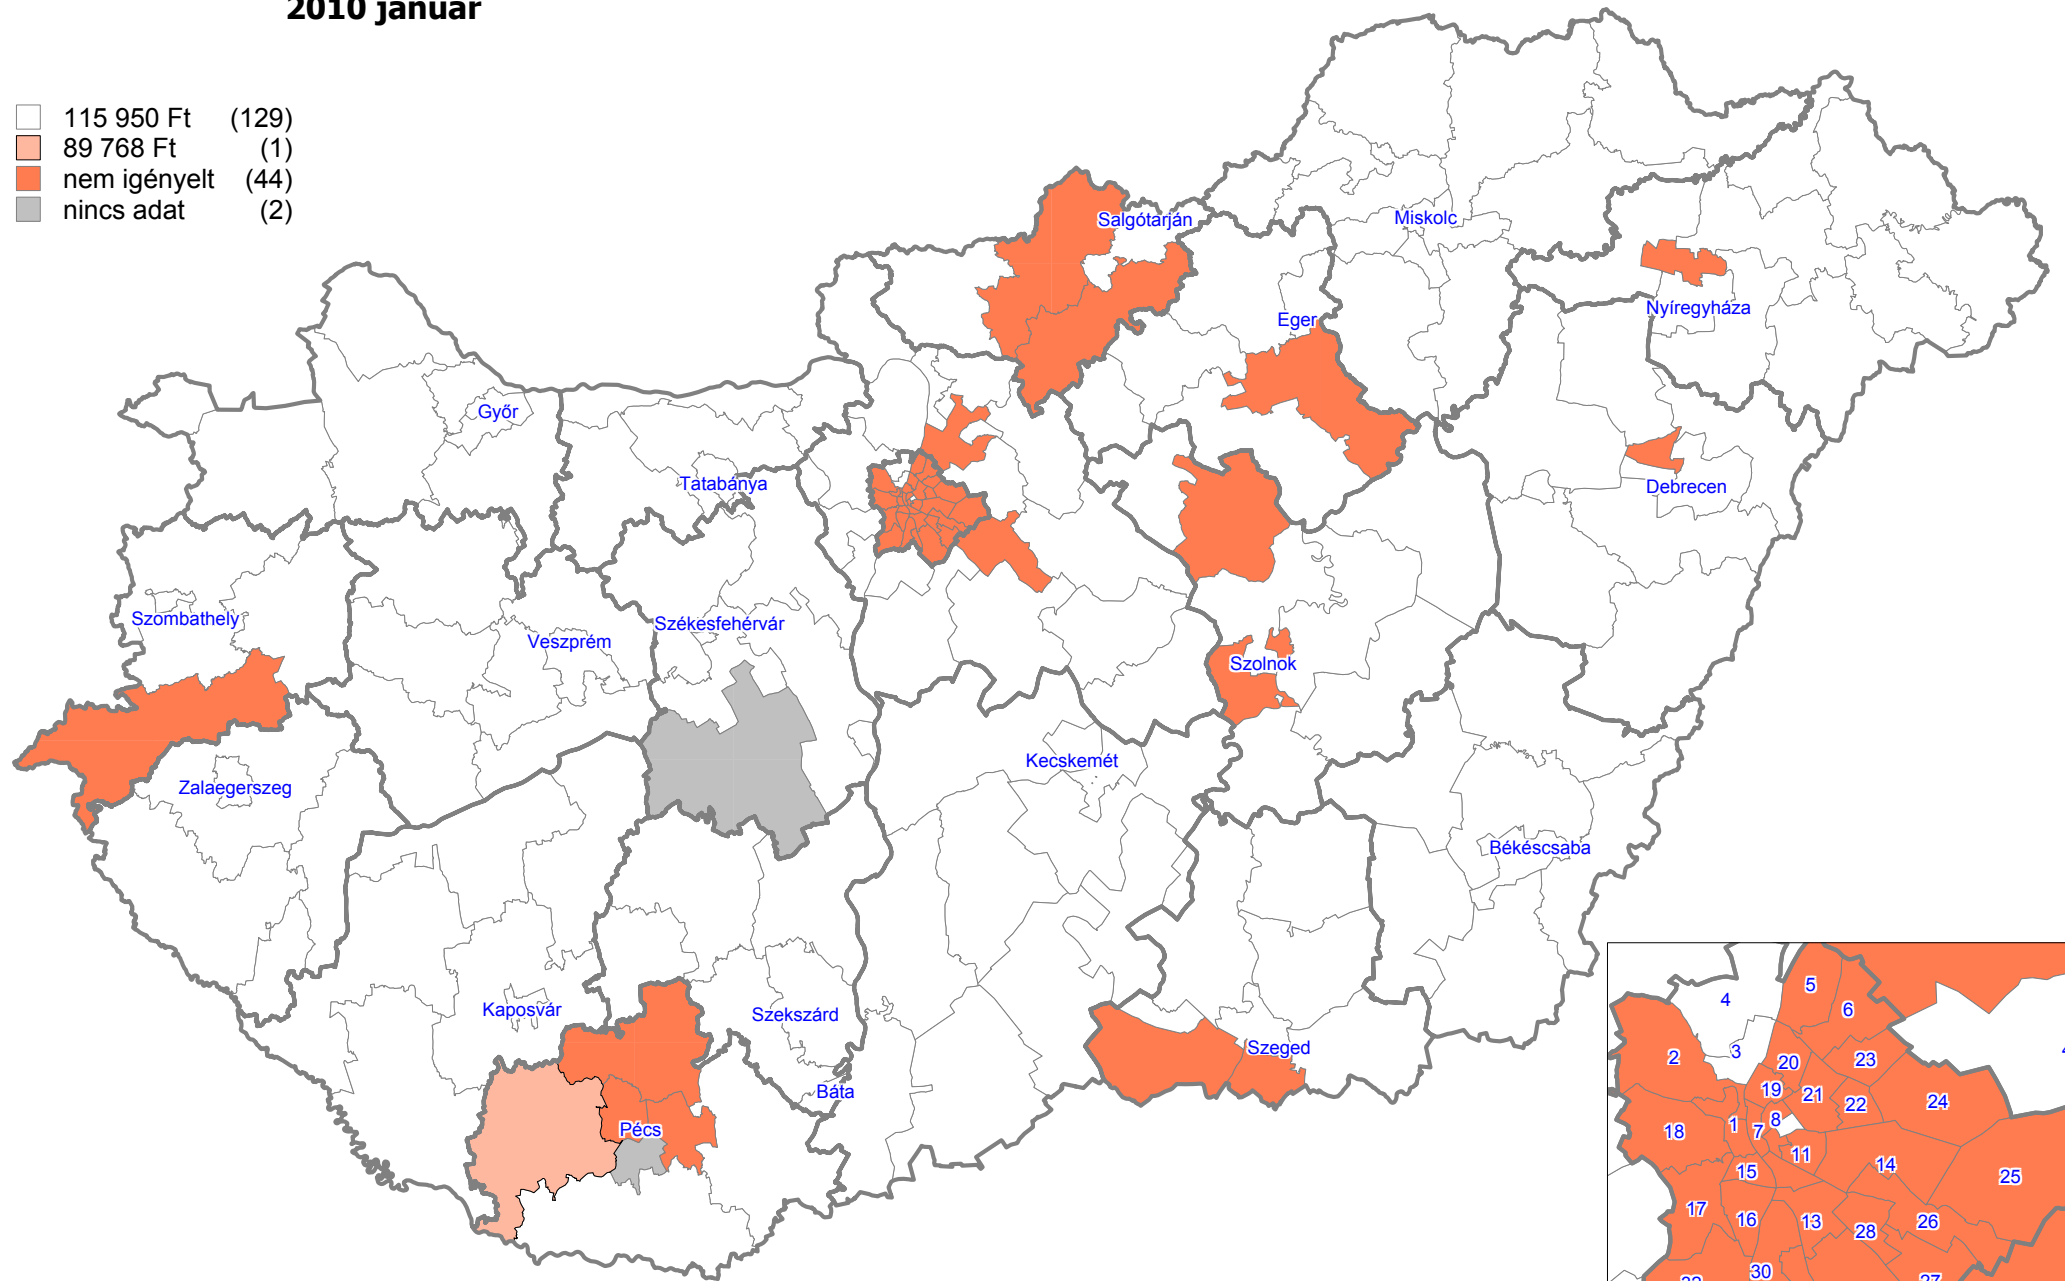 2010 január
115 950 Ft (129)
89 768 Ft (1)
nem igényelt (44)
nincs adat (2)
Salgótarján
Miskolc
Nyíregyháza
Eger
Győr
Tatabánya
Debrecen
Szombathely
Székesfehérvár
Veszprém
Szolnok
Kecskemét
Zalaegerszeg
Békéscsaba
Kaposvár
Szekszárd
Szeged
Báta
Pécs
5
4
6
3
2
20
23
19
21
22
24
8
1
7
18
11
14
15
25
17
16
13
26
28
30